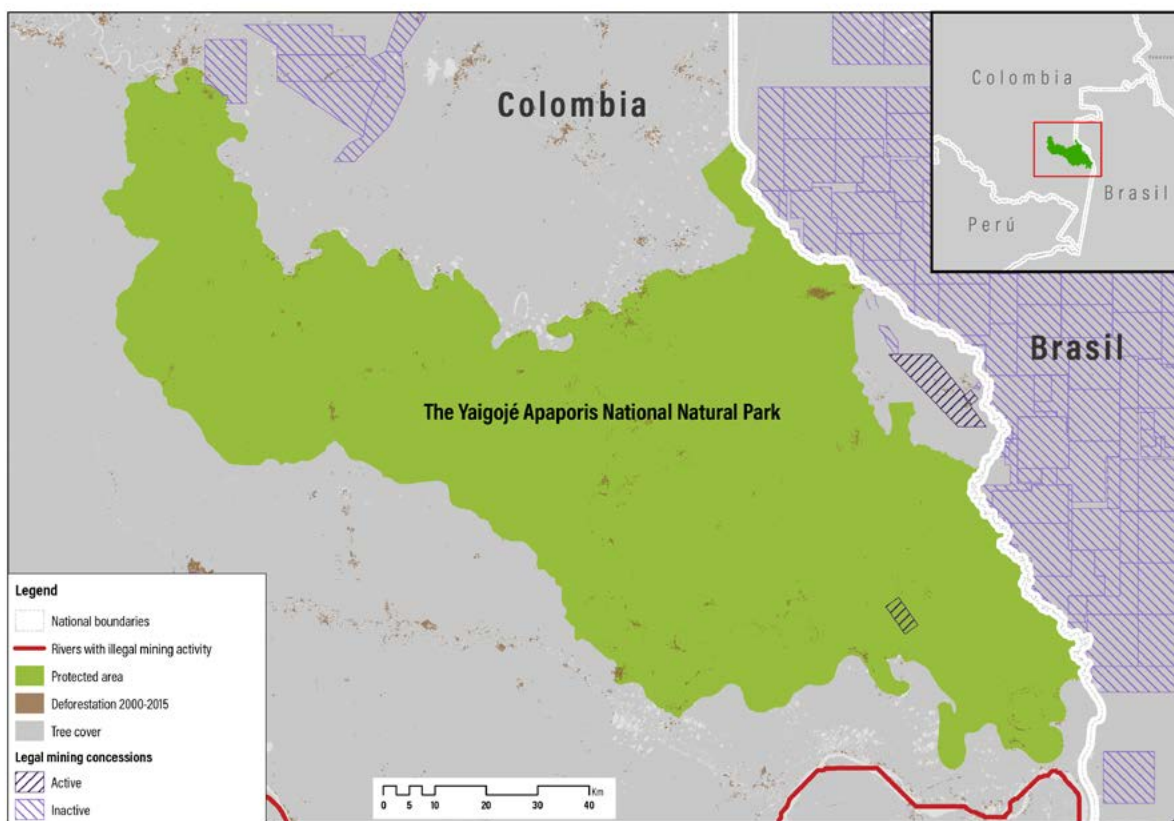 Colombia
Colombia
Brasil
Perú
Brasil
The Yaigojé Apaporis National Natural Park
Legend
National boundaries
Rivers with illegal mining activity
Protected area
Deforestation 2000-2015
Tree cover
Legal mining concessions
Active
Inactive
Km
0 5 10 20 30 40